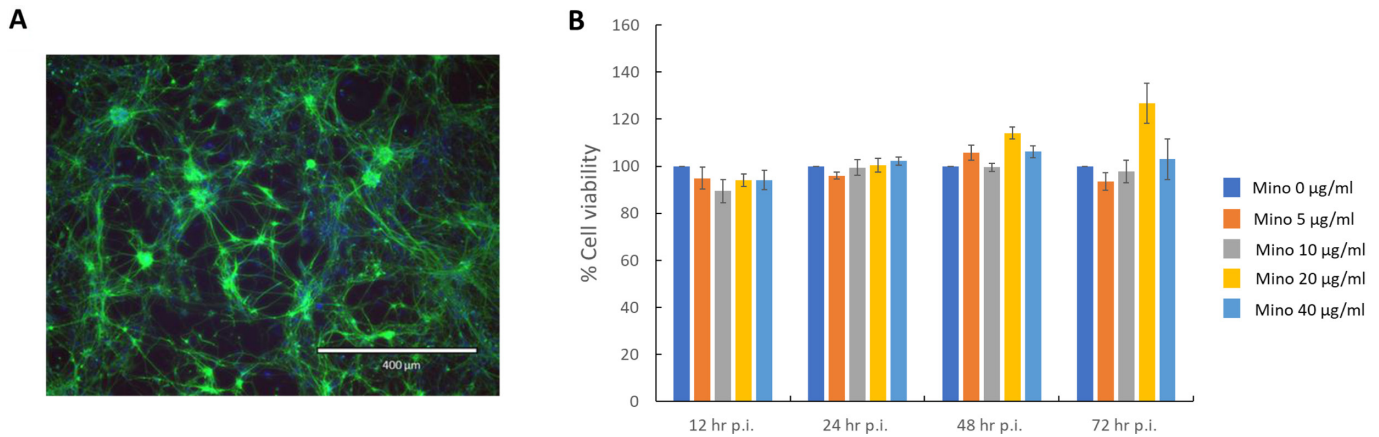 A
400 µm
B
% Cell viability
160
140
120
100
80
60
40
20
0
12 hr p.i.
24 hr p.i.
48 hr p.i.
72 hr p.i.
Mino 0 µg/ml
Mino 5 µg/ml
Mino 10 µg/ml
Mino 20 µg/ml
Mino 40 µg/ml